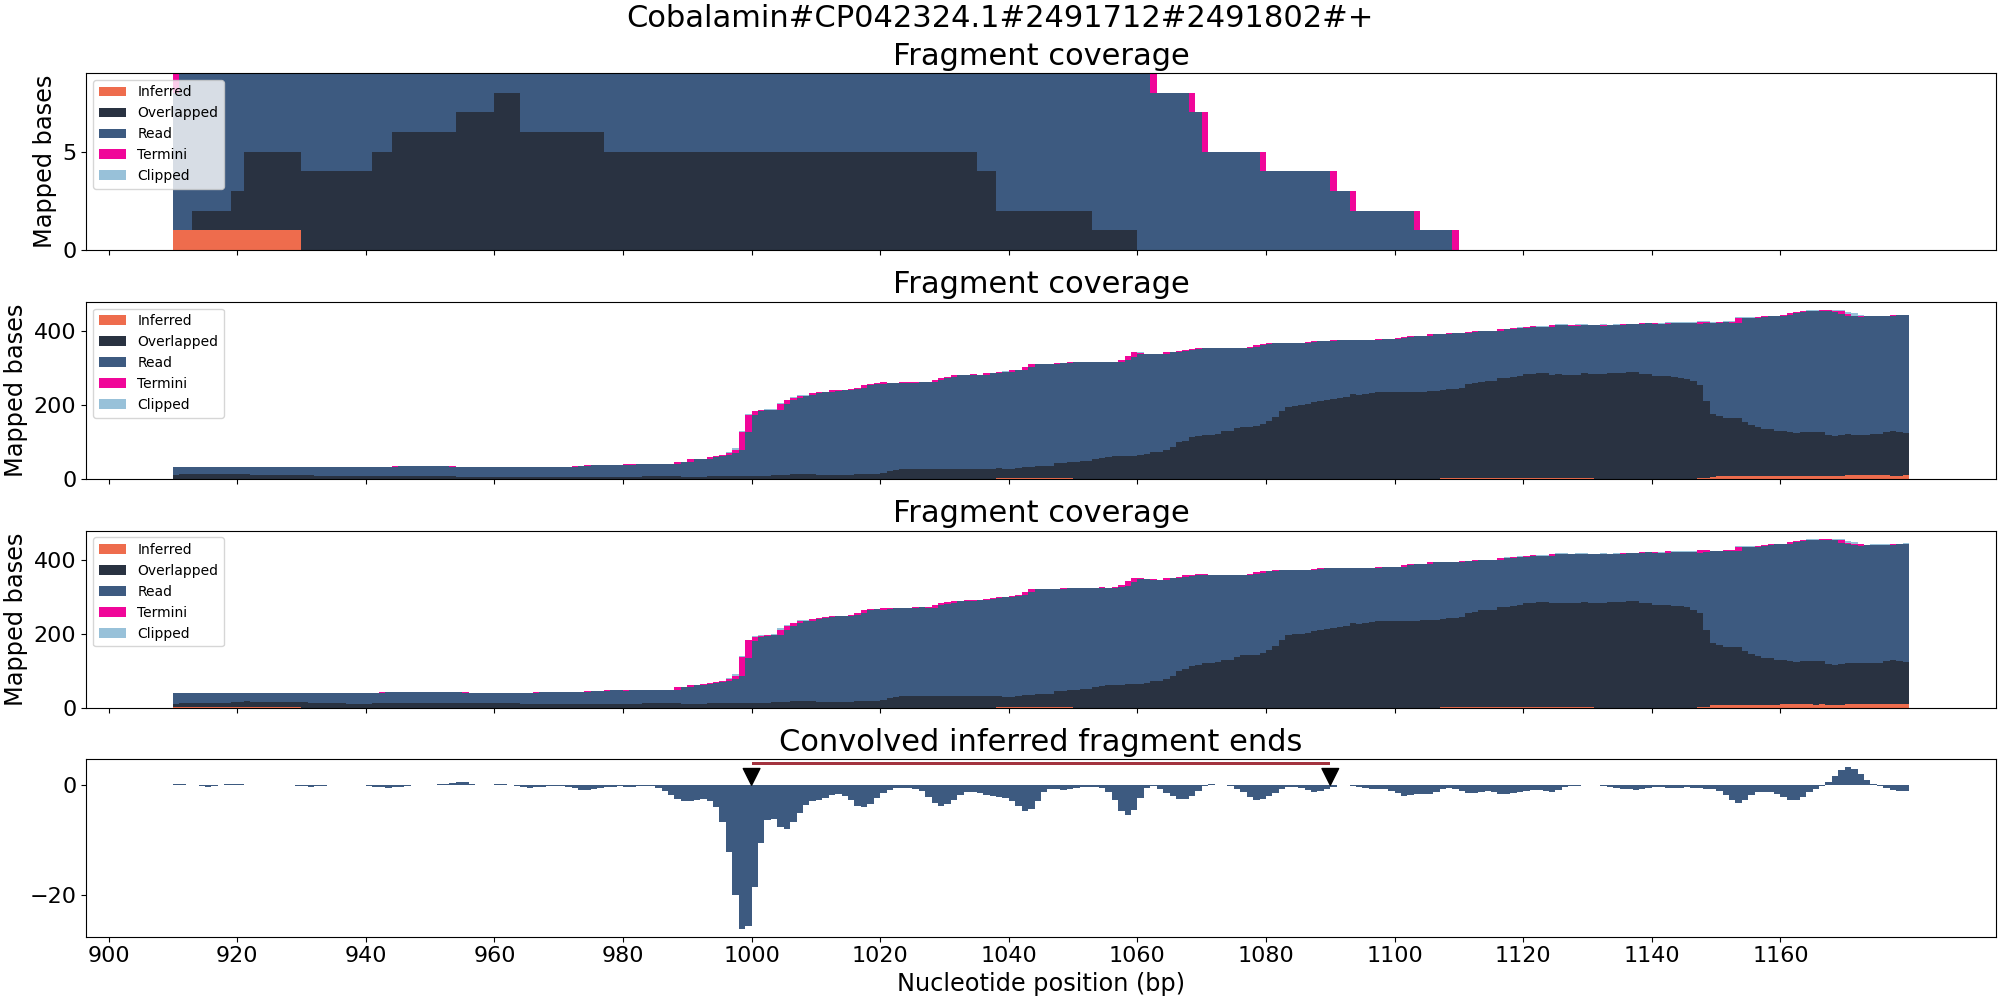 Cobalamin#CP042324.1#2491712#2491802#+
Fragment coverage
Mapped bases
5
0
Inferred
Overlapped
Read
Termini
Clipped
Fragment coverage
Mapped bases
400
200
0
Inferred
Overlapped
Read
Termini
Clipped
Fragment coverage
Mapped bases
400
200
0
Inferred
Overlapped
Read
Termini
Clipped
Convolved inferred fragment ends
0
−20
900 920 940 960 980 1000 1020 1040 1060 1080 1100 1120 1140 1160
Nucleotide position (bp)